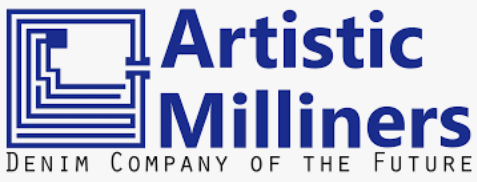 Artistic
Milliners
DENIM COMPANY OF THE FUTURE